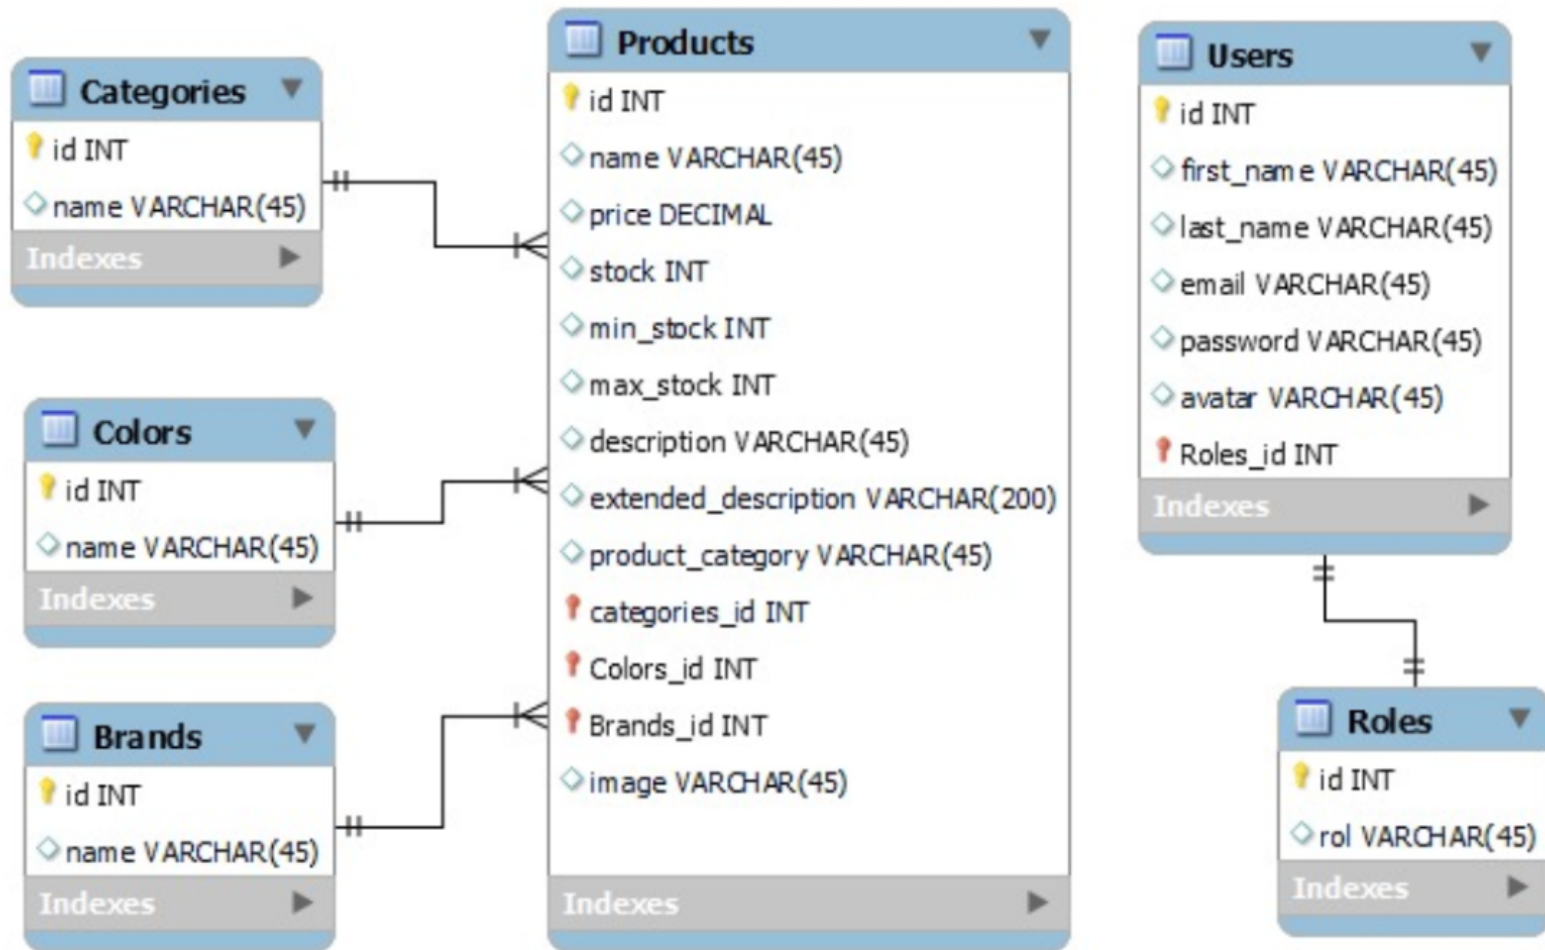 Categories
id INT
name VARCHAR(45)
Indexes
Colors
id INT
name VARCHAR(45)
Indexes
Brands
id INT
name VARCHAR(45)
Indexes
Products
id INT
name VARCHAR(45)
price DECIMAL
stock INT
min_stock INT
max_stock INT
description VARCHAR(45)
extended_description VARCHAR(200)
product_category VARCHAR(45)
categories_id INT
Colors_id INT
Brands_id INT
image VARCHAR(45)
Indexes
Users
id INT
first_name VARCHAR(45)
last_name VARCHAR(45)
email VARCHAR(45)
password VARCHAR(45)
avatar VARCHAR(45)
Roles_id INT
Indexes
Roles
id INT
rol VARCHAR(45)
Indexes